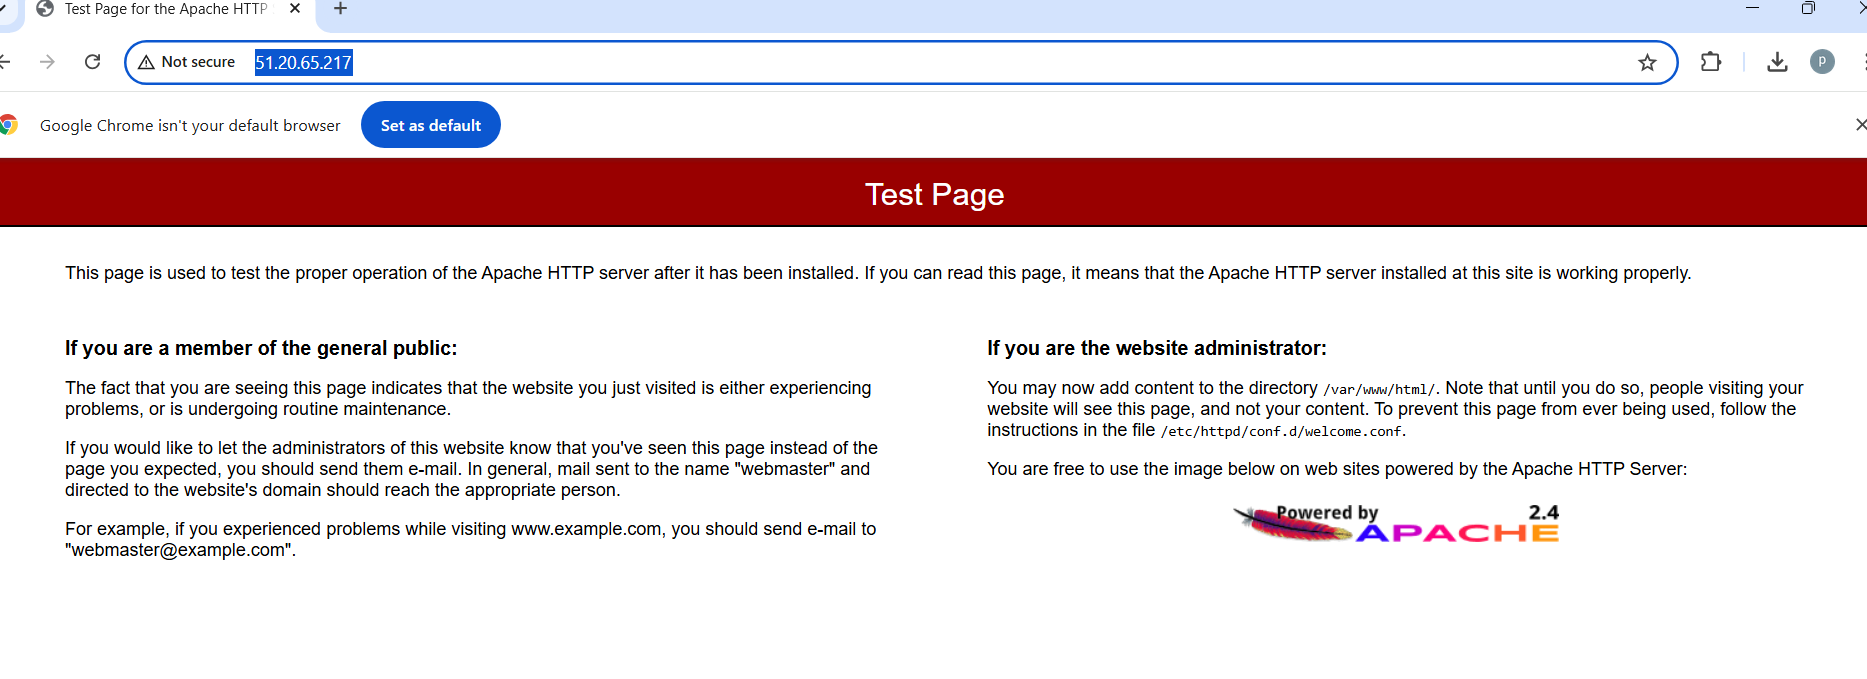 Test Page for the Apache HTTP
Not secure
51.20.65.217
P
Google Chrome isn't your default browser
Set as default
Test Page
This page is used to test the proper operation of the Apache HTTP server after it has been installed. If you can read this page, it means that the Apache HTTP server installed at this site is working properly.
If you are a member of the general public:
The fact that you are seeing this page indicates that the website you just visited is either experiencing
problems, or is undergoing routine maintenance.
If you would like to let the administrators of this website know that you've seen this page instead of the
page you expected, you should send them e-mail. In general, mail sent to the name "webmaster" and
directed to the website's domain should reach the appropriate person.
For example, if you experienced problems while visiting www.example.com, you should send e-mail to
"webmaster@example.com".
If you are the website administrator:
You may now add content to the directory /var/www/html/. Note that until you do so, people visiting your
website will see this page, and not your content. To prevent this page from ever being used, follow the
instructions in the file /etc/httpd/conf.d/welcome.conf.
You are free to use the image below on web sites powered by the Apache HTTP Server:
Powered by 2.4
APACHE